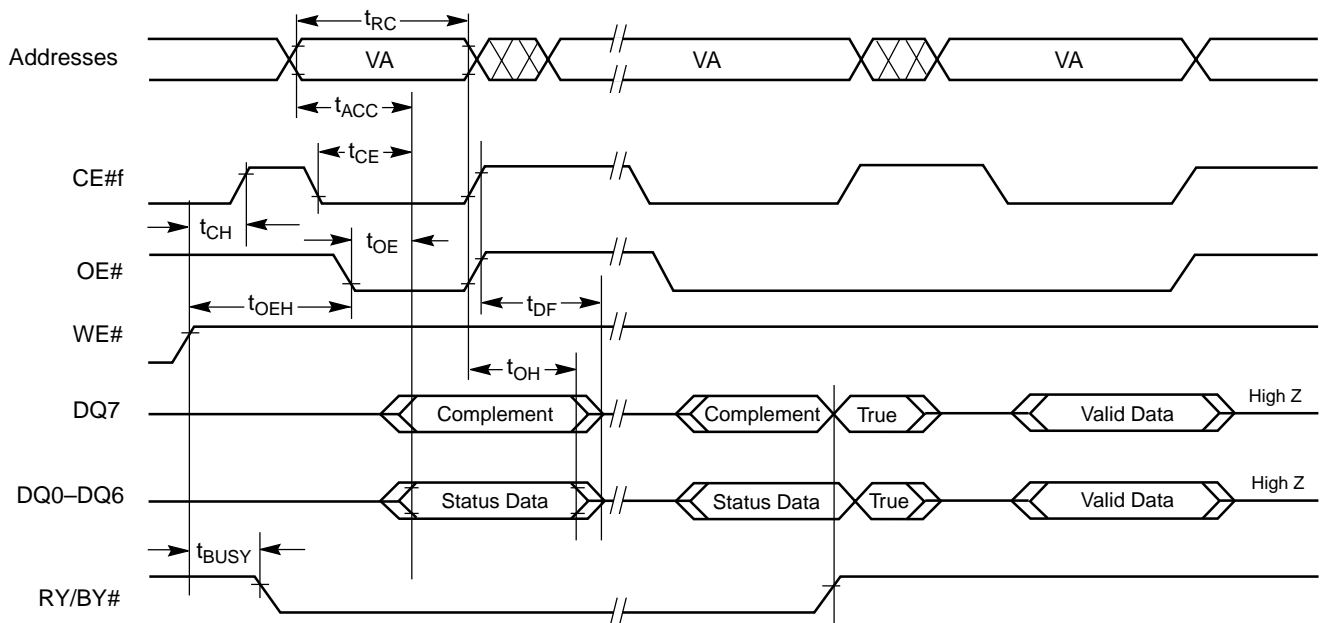 tRC
Addresses VA VA VA
tACC
tCE
CE#f
tCH tOE
OE#
tOEH tDF
WE#
tOH
DQ7 Complement Complement True Valid Data High Z
DQ0–DQ6 Status Data Status Data True Valid Data High Z
tBUSY
RY/BY#